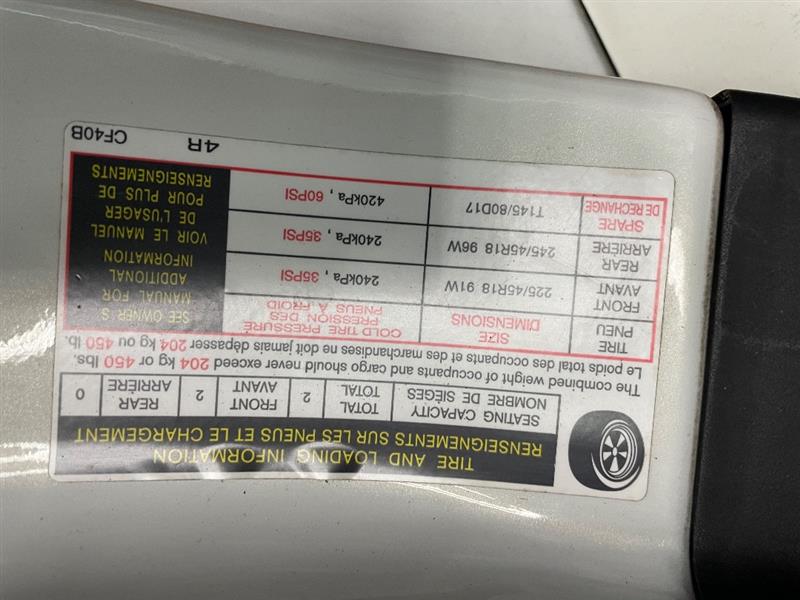 TIRE AND LOADING INFORMATION
RENSEIGNEMENTS SUR LES PNEUS ET LE CHARGEMENT
SEATING CAPACITY TOTAL 2 FRONT 2 REAR 0
NOMBRE DE SIÈGES TOTAL AVANT ARRIÈRE
The combined weight of occupants and cargo should never exceed 204 kg or 450 lbs.
Le poids total des occupants et des marchandises ne doit jamais dépasser 204 kg ou 450 lb.
TIRE SIZE COLD TIRE PRESSURE
PNEU DIMENSIONS PRESSION DES PNEUS À FROID
FRONT 225/45R18 91W 240kPa , 35PSI
AVANT
REAR 245/45R18 96W 240kPa , 35PSI
ARRIÈRE
SPARE T145/80D17 420kPa , 60PSI
DE RECHANGE
SEE OWNER'S
MANUAL FOR
ADDITIONAL
INFORMATION
VOIR LE MANUEL
DE L'USAGER
POUR PLUS DE
RENSEIGNEMENTS
4R CF40B